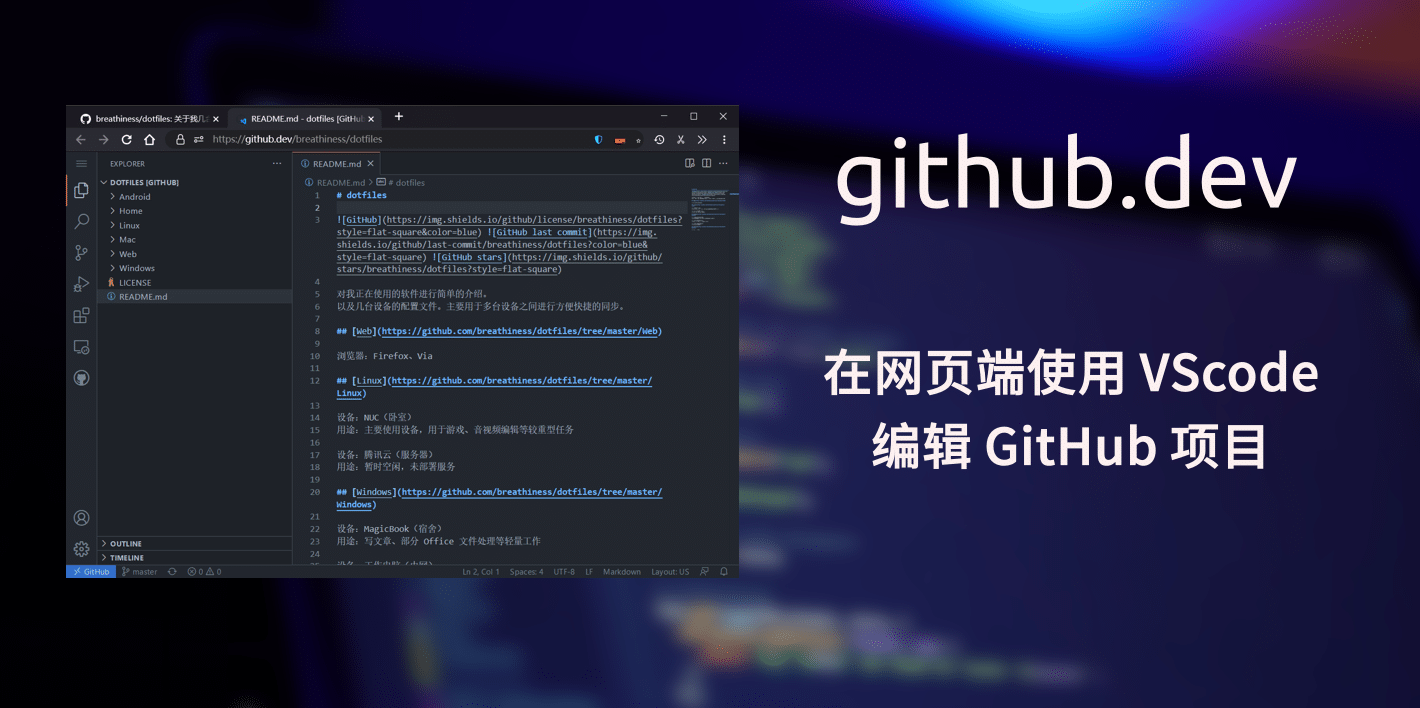 breathiness/dotfiles: 关于我几
README.md - dotfiles [GitHub
https://github.dev/breathiness/dotfiles
EXPLORER
README.md
DOTFILES [GITHUB]
Android
Home
Linux
Mac
Web
Windows
LICENSE
README.md
OUTLINE
TIMELINE
README.md > # dotfiles
1 # dotfiles
2
3 ![GitHub](https://img.shields.io/github/license/breathiness/dotfiles?
style=flat-square&color=blue) ![GitHub last commit](https://img.
shields.io/github/last-commit/breathiness/dotfiles?color=blue&
style=flat-square) ![GitHub stars](https://img.shields.io/github/
stars/breathiness/dotfiles?style=flat-square)
4
5 对我正在使用的软件进行简单的介绍。
6 以及几台设备的配置文件。主要用于多台设备之间进行方便快捷的同步。
7
8 ## [Web](https://github.com/breathiness/dotfiles/tree/master/Web)
9
10 浏览器：Firefox、Via
11
12 ## [Linux](https://github.com/breathiness/dotfiles/tree/master/
Linux)
13
14 设备：NUC（卧室）
15 用途：主要使用设备，用于游戏、音视频编辑等较重型任务
16
17 设备：腾讯云（服务器）
18 用途：暂时空闲，未部署服务
19
20 ## [Windows](https://github.com/breathiness/dotfiles/tree/master/
Windows)
21
22 设备：MagicBook（宿舍）
23 用途：写文章、部分 Office 文件处理等轻量工作
24
GitHub
master
0
0
Ln 2, Col 1
Spaces: 4
UTF-8
LF
Markdown
Layout: US
github.dev
在网页端使用 VScode
编辑 GitHub 项目